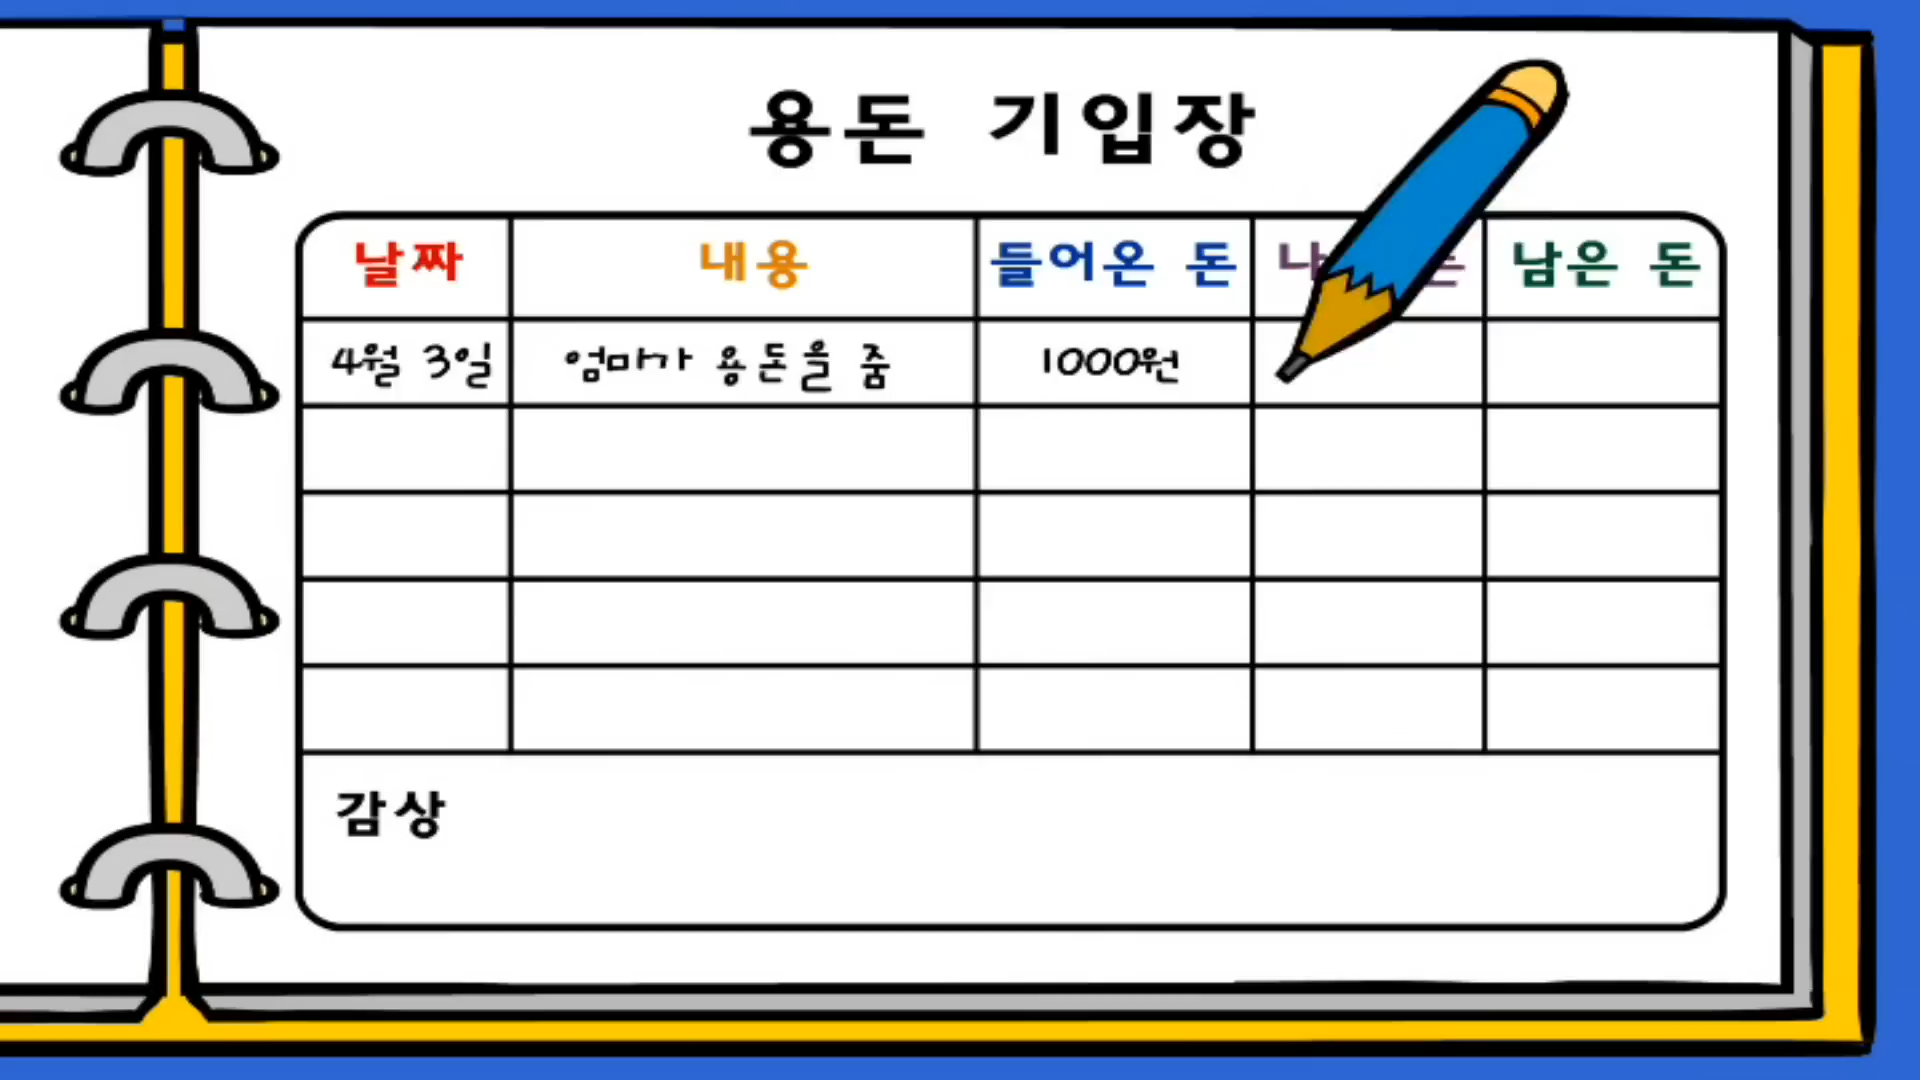 용돈 기입장
날짜 내용 들어온 돈 남은 돈
4월 3일 엄마가 용돈을 줌 1000원
감상